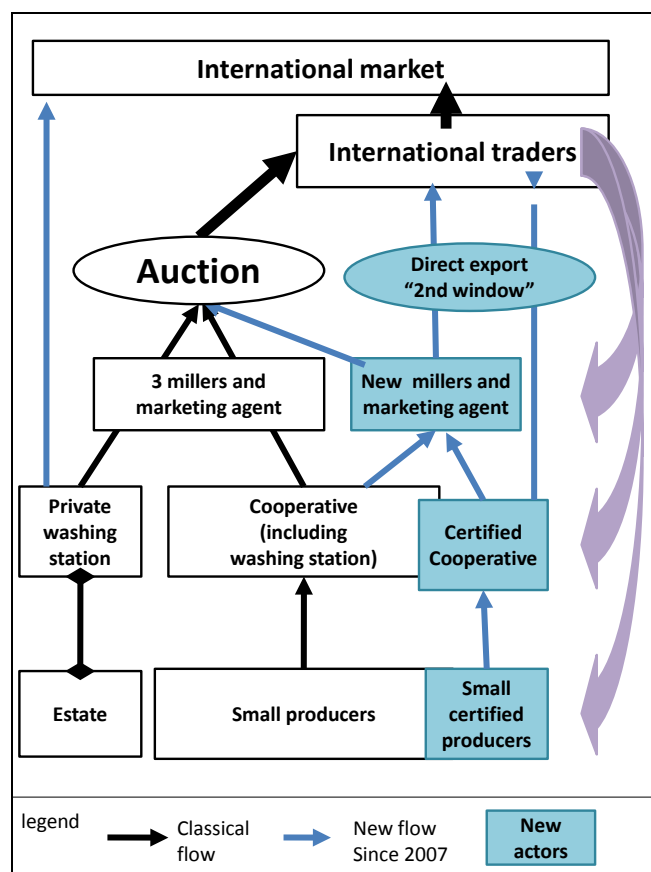 International market
International traders
Auction
Direct export
“2nd window”
3 millers and
marketing agent
New millers and
marketing agent
Private
washing
station
Cooperative
(including
washing station)
Certified
Cooperative
Estate
Small producers
Small
certified
producers
legend
Classical
flow
New flow
Since 2007
New
actors